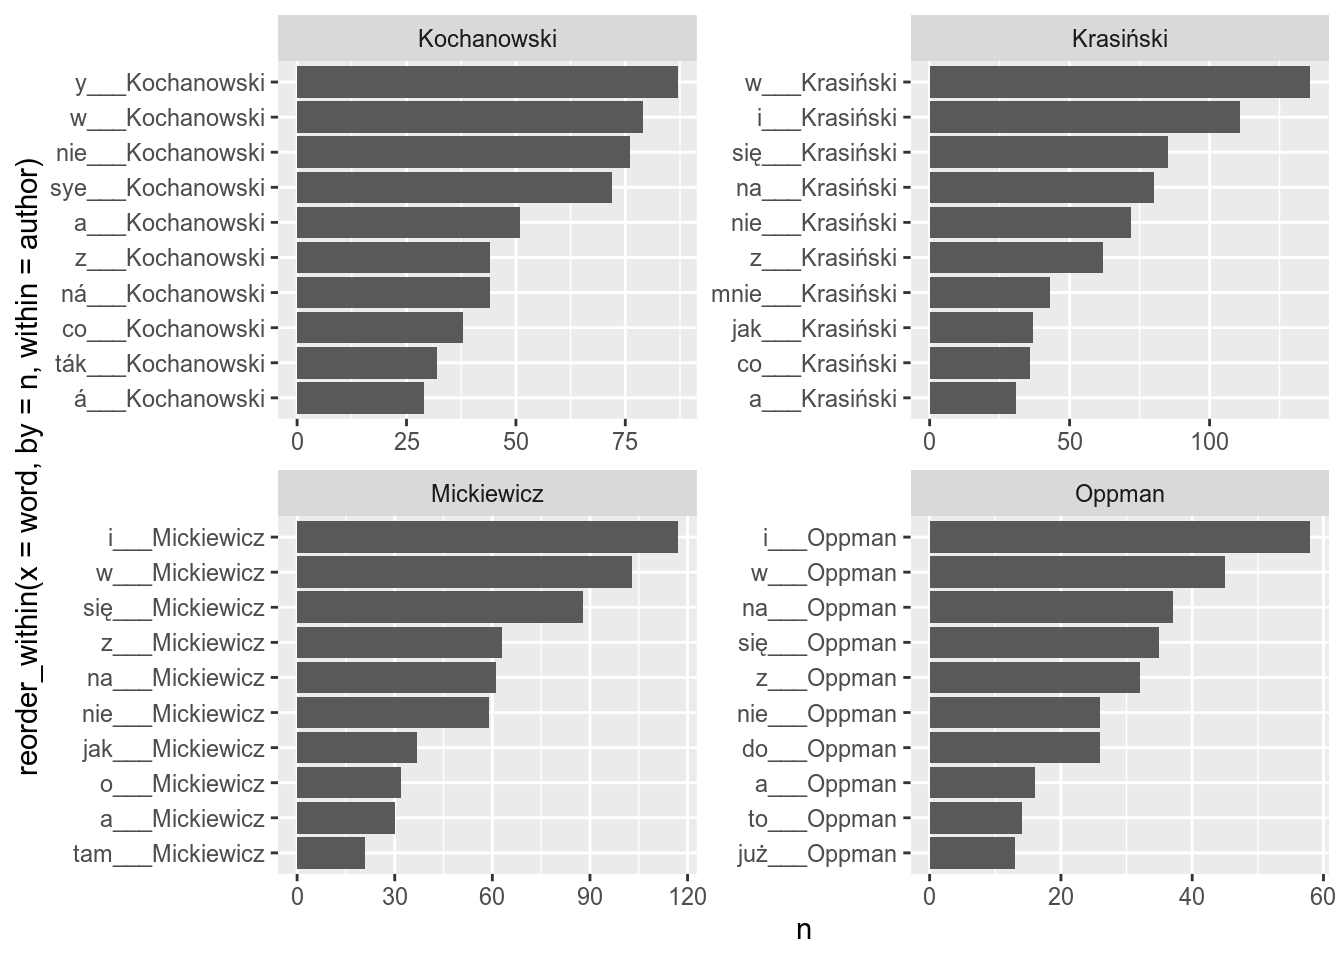 Kochanowski
y___Kochanowski
w___Kochanowski
nie___Kochanowski
sye___Kochanowski
a___Kochanowski
z___Kochanowski
ná___Kochanowski
co___Kochanowski
ták___Kochanowski
á___Kochanowski
0 25 50 75
Krasiński
w___Krasiński
i___Krasiński
się___Krasiński
na___Krasiński
nie___Krasiński
z___Krasiński
mnie___Krasiński
jak___Krasiński
co___Krasiński
a___Krasiński
0 50 100
Mickiewicz
i___Mickiewicz
w___Mickiewicz
się___Mickiewicz
z___Mickiewicz
na___Mickiewicz
nie___Mickiewicz
jak___Mickiewicz
o___Mickiewicz
a___Mickiewicz
tam___Mickiewicz
0 30 60 90 120
Oppman
i___Oppman
w___Oppman
na___Oppman
się___Oppman
z___Oppman
nie___Oppman
do___Oppman
a___Oppman
to___Oppman
już___Oppman
0 20 40 60
n
reorder_within(x = word, by = n, within = author)